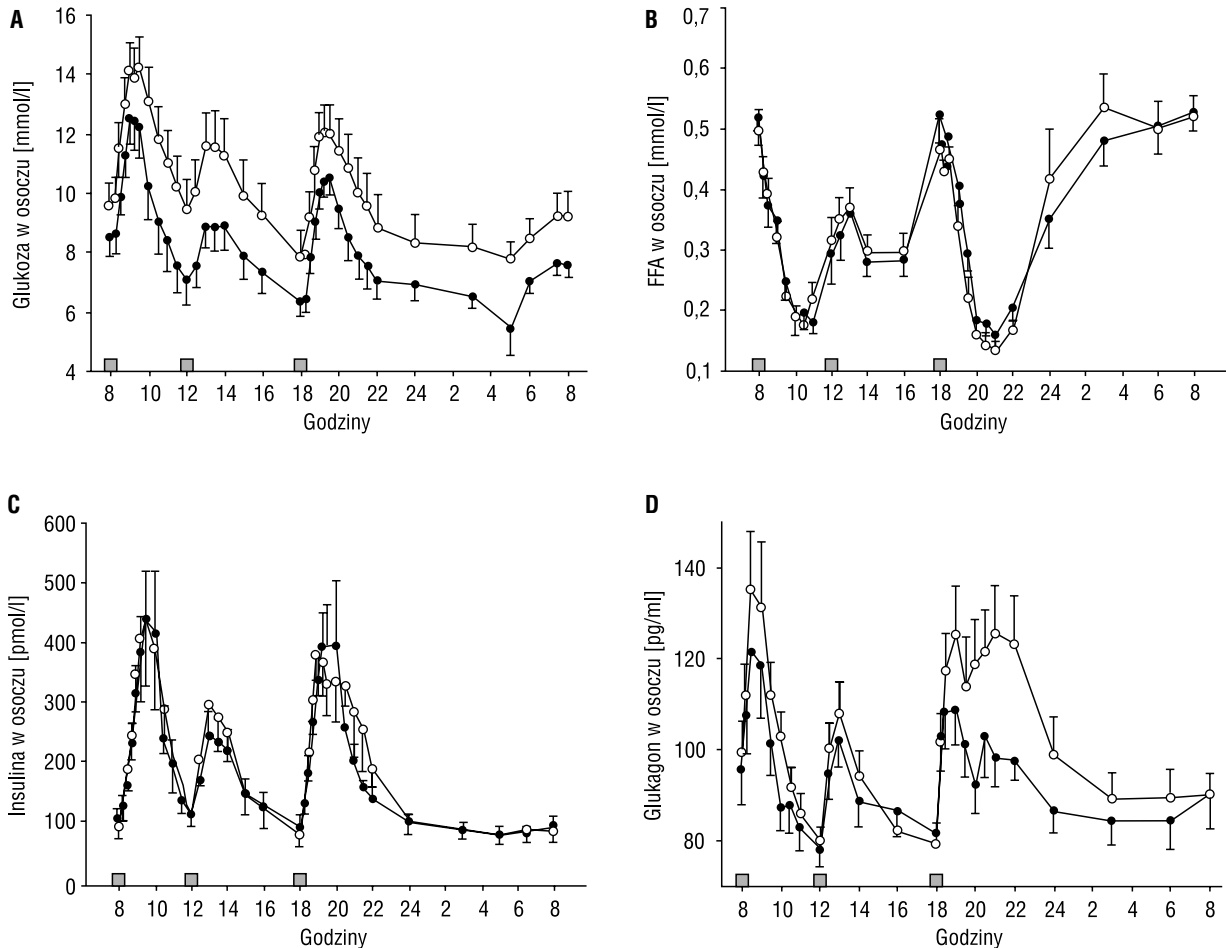 A
Glukoza w osoczu [mmol/l]
16
14
12
10
8
6
4
8 10 12 14 16 18 20 22 24 2 4 6 8
Godziny
B
FFA w osoczu [mmol/l]
0,7
0,6
0,5
0,4
0,3
0,2
0,1
8 10 12 14 16 18 20 22 24 2 4 6 8
Godziny
C
Insulina w osoczu [pmol/l]
600
500
400
300
200
100
0
8 10 12 16 14 18 20 22 24 2 4 6 8
Godziny
D
Glukagon w osoczu [pg/ml]
140
120
100
80
8 10 12 14 16 18 20 22 24 2 4 6 8
Godziny